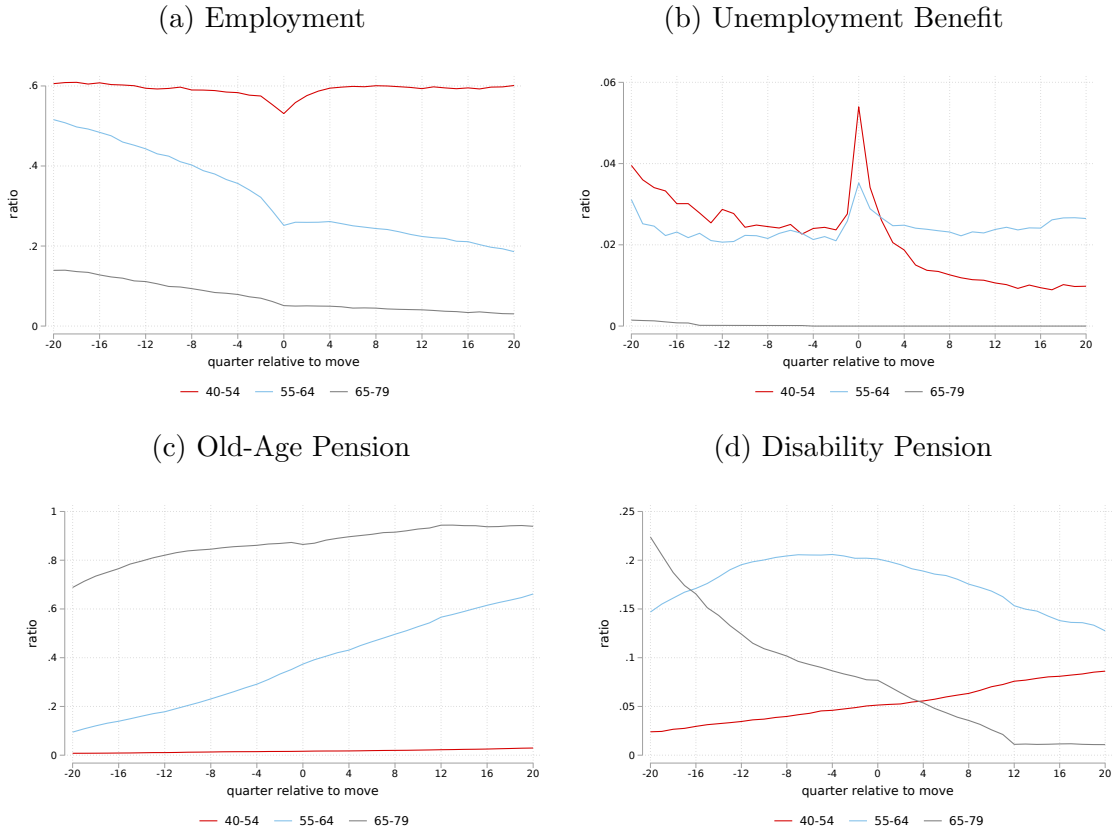 (a) Employment
.6
.4
.2
0
ratio
-20 -16 -12 -8 -4 0 4 8 12 16 20
quarter relative to move
40-54 55-64 65-79
(b) Unemployment Benefit
.06
.04
.02
0
ratio
-20 -16 -12 -8 -4 0 4 8 12 16 20
quarter relative to move
40-54 55-64 65-79
(c) Old-Age Pension
1
.8
.6
.4
.2
0
ratio
-20 -16 -12 -8 -4 0 4 8 12 16 20
quarter relative to move
40-54 55-64 65-79
(d) Disability Pension
.25
.2
.15
.1
.05
0
ratio
-20 -16 -12 -8 -4 0 4 8 12 16 20
quarter relative to move
40-54 55-64 65-79